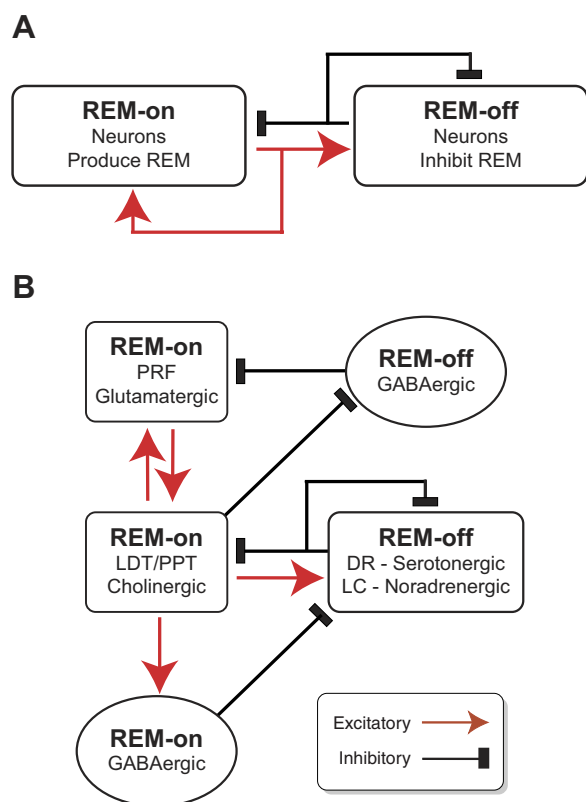 A
REM-on
Neurons
Produce REM
REM-off
Neurons
Inhibit REM
B
REM-on
PRF
Glutamatergic
REM-off
GABAergic
REM-on
LDT/PPT
Cholinergic
REM-off
DR - Serotonergic
LC - Noradrenergic
REM-on
GABAergic
Excitatory
Inhibitory